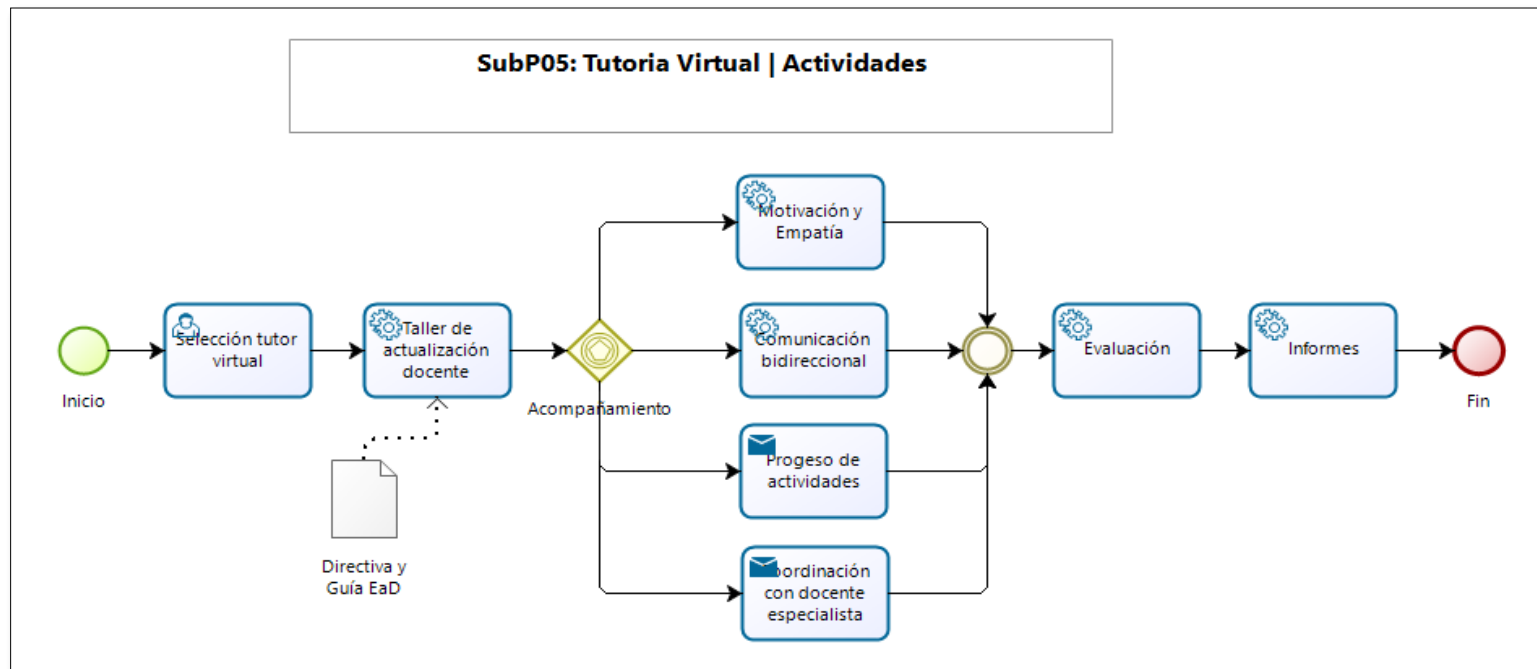 SubP05: Tutoria Virtual | Actividades
Motivación y
Empatía
Selección tutor
virtual
Taller de
actualización
docente
Comunicación
bidireccional
Evaluación
Informes
Inicio
Acompañamiento
Fin
Progeso de
actividades
Directiva y
Guía EaD
Coordinación
con docente
especialista